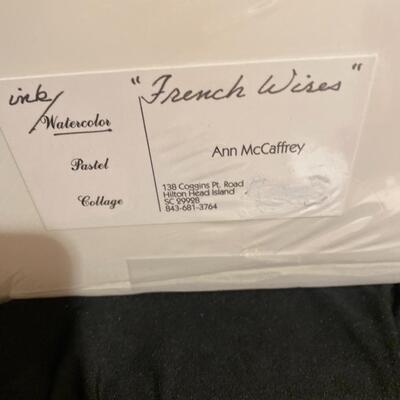 ink/ "French Wises"
Watercolor
Ann McCaffrey
Pastel
138 Coggins Pt. Road
Hilton Head Island
Collage
SC 29928
843-681-3764